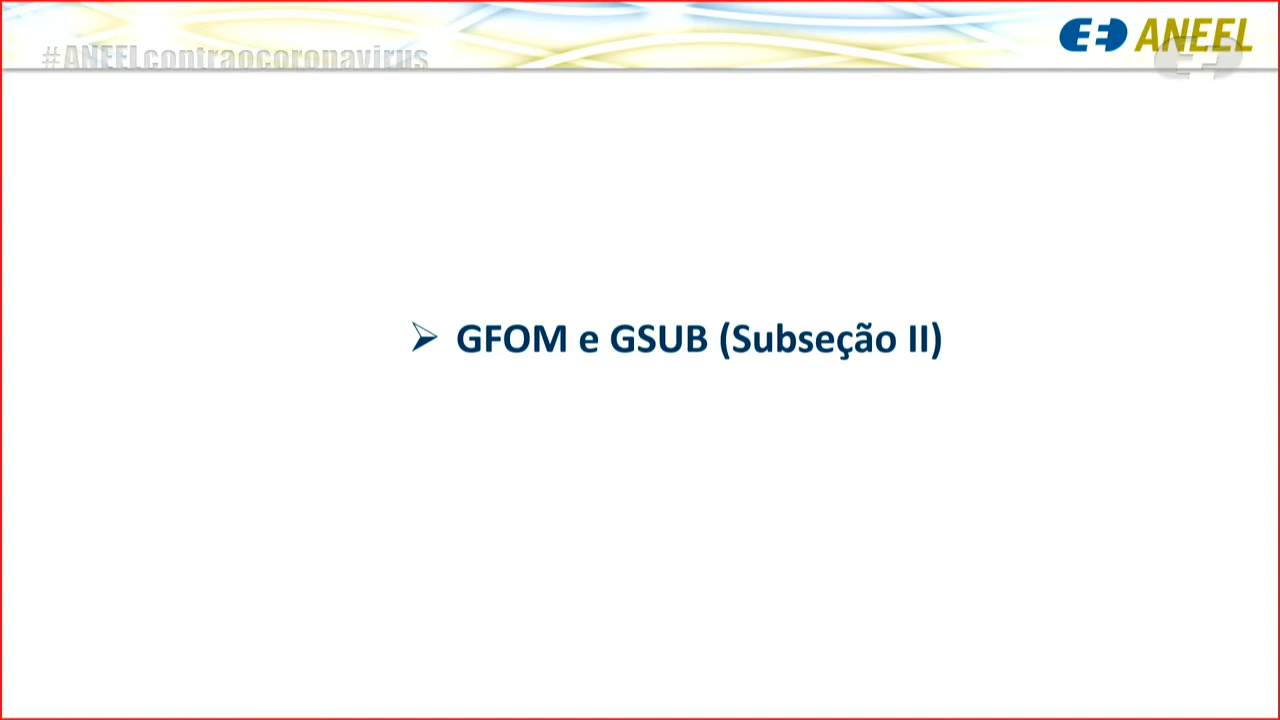 #ANEELcontraocoronavirus
ANEEL
➢ GFOM e GSUB (Subseção II)